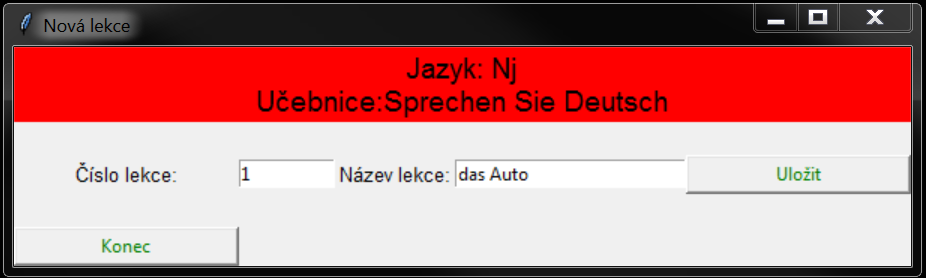 Nová lekce
Jazyk: Nj
Učebnice:Sprechen Sie Deutsch
Číslo lekce: 1 Název lekce: das Auto Uložit
Konec